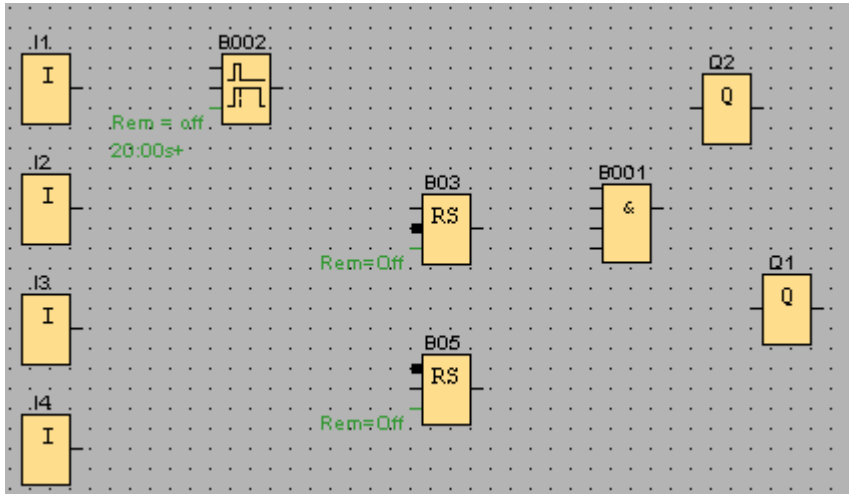 I1
B002
I
Q2
Q
Rem = off
20:00s+
I2
I
B03
RS
B001
&
Rem=Off
Q1
Q
I3
I
B05
RS
Rem=Off
I4
I